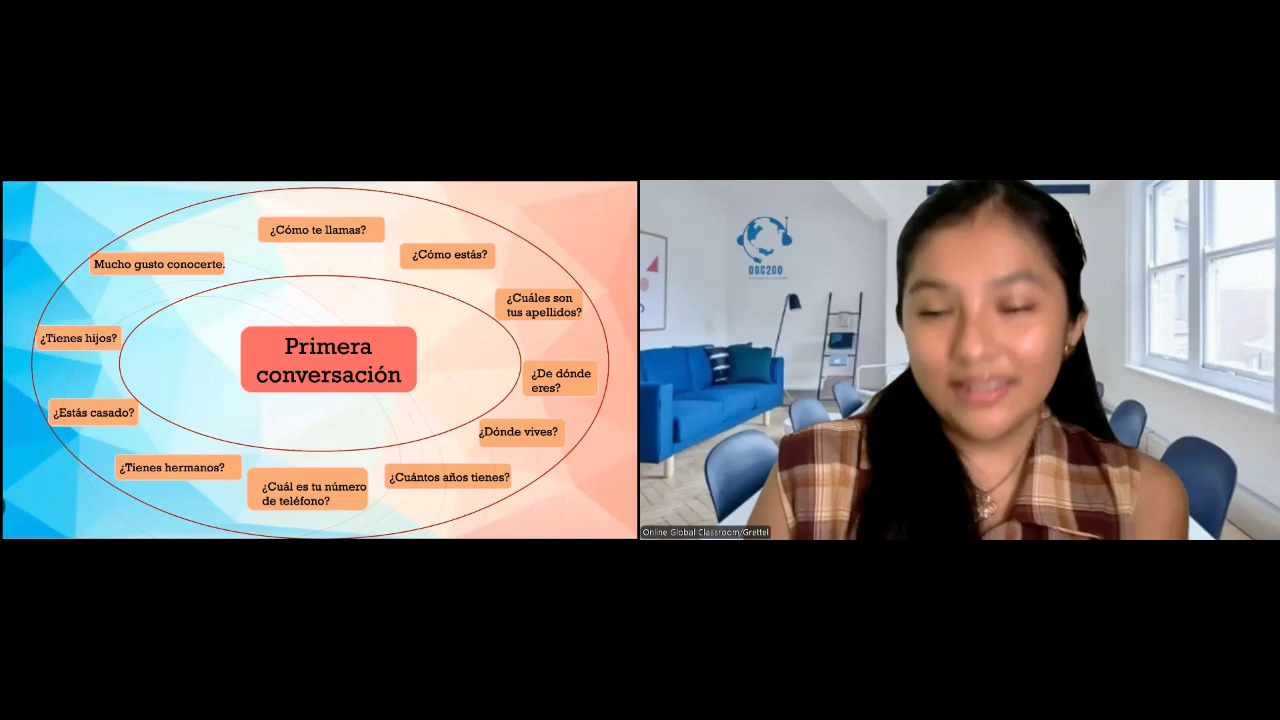 ¿Cómo te llamas?
¿Cómo estás?
¿Cuáles son
tus apellidos?
¿De dónde
eres?
¿Dónde vives?
¿Cuántos años tienes?
¿Cuál es tu número
de teléfono?
¿Tienes hermanos?
¿Estás casado?
¿Tienes hijos?
Mucho gusto conocerte.
Primera
conversación
OGC2GO
Online Global Classroom/Grettel